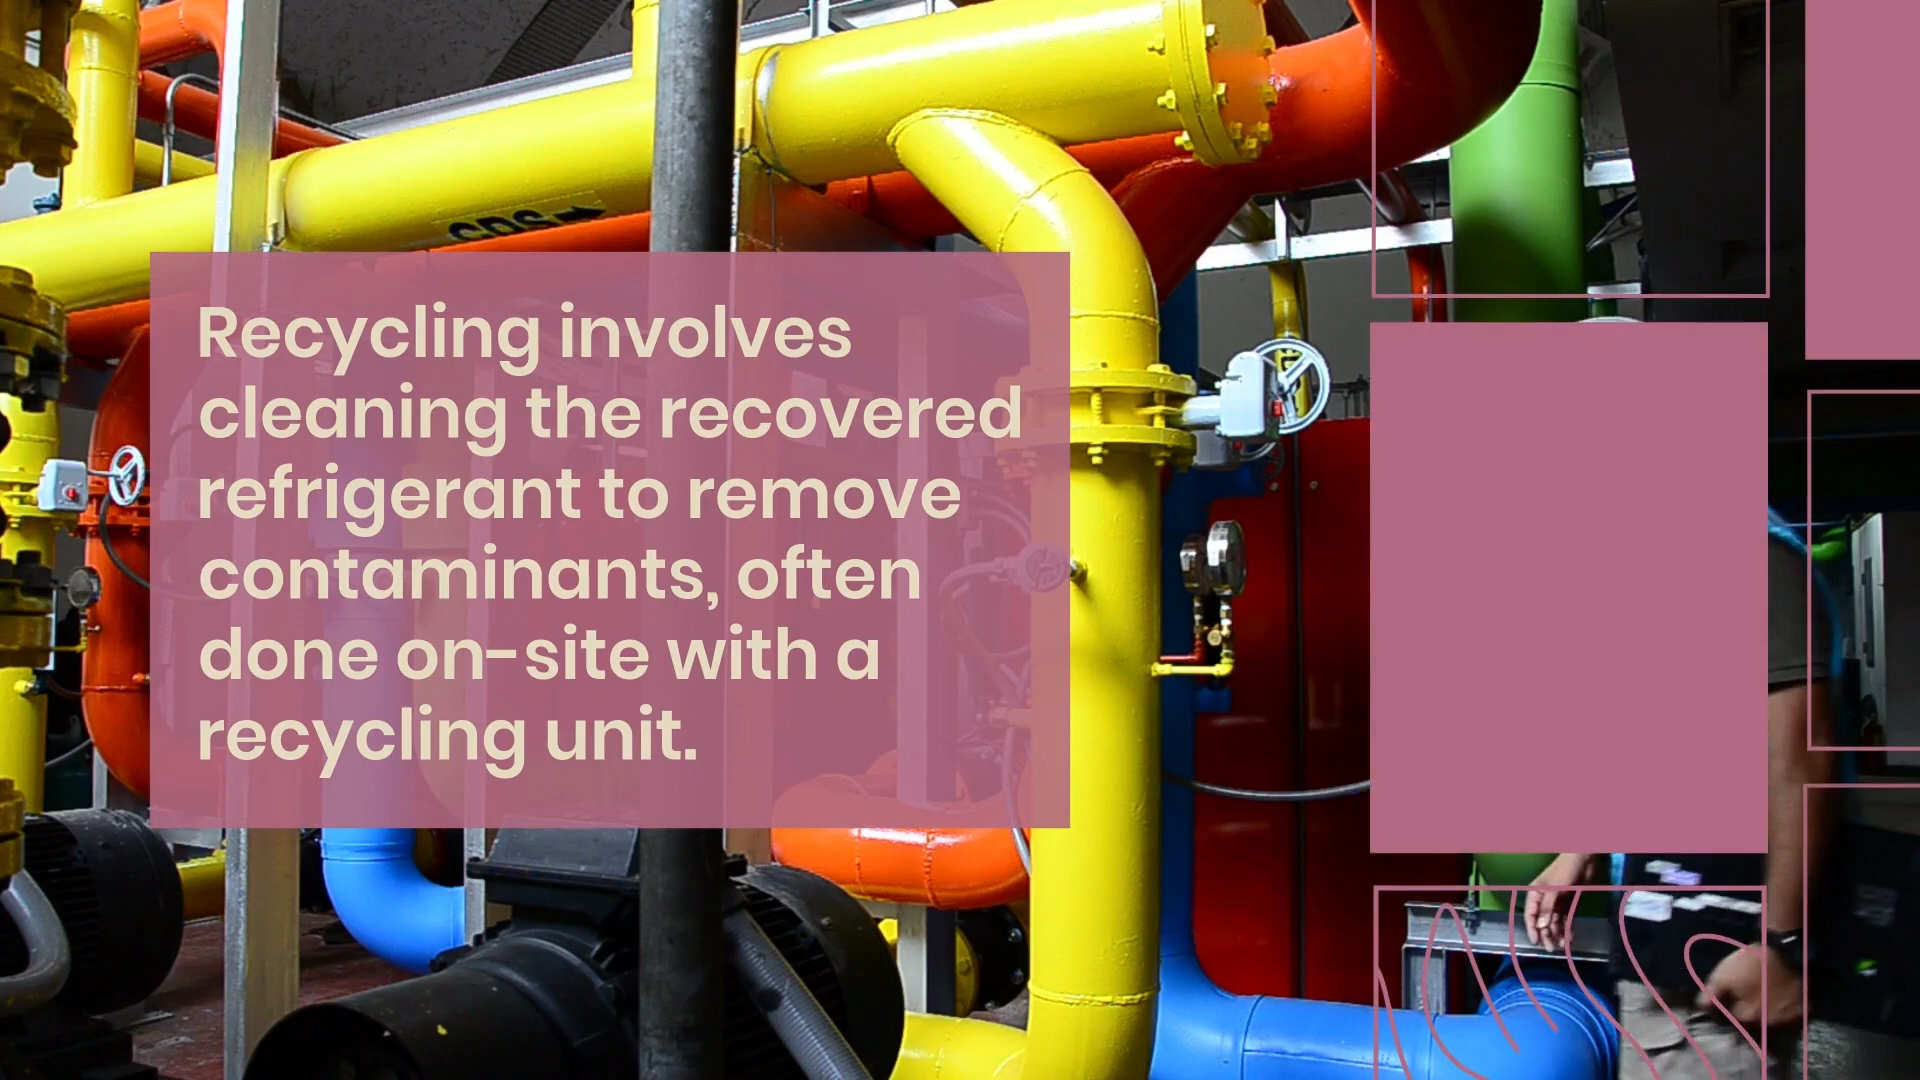 Recycling involves
cleaning the recovered
refrigerant to remove
contaminants, often
done on-site with a
recycling unit.